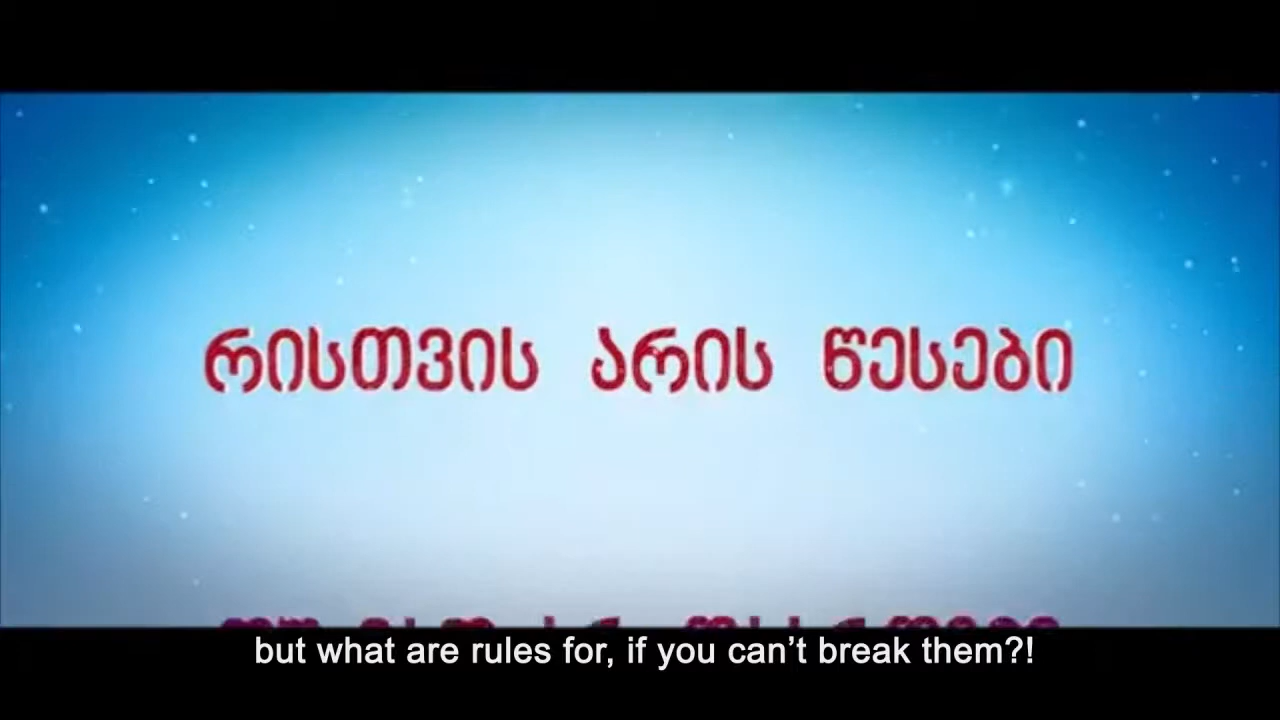 რისთვის არის წესები
but what are rules for, if you can’t break them?!